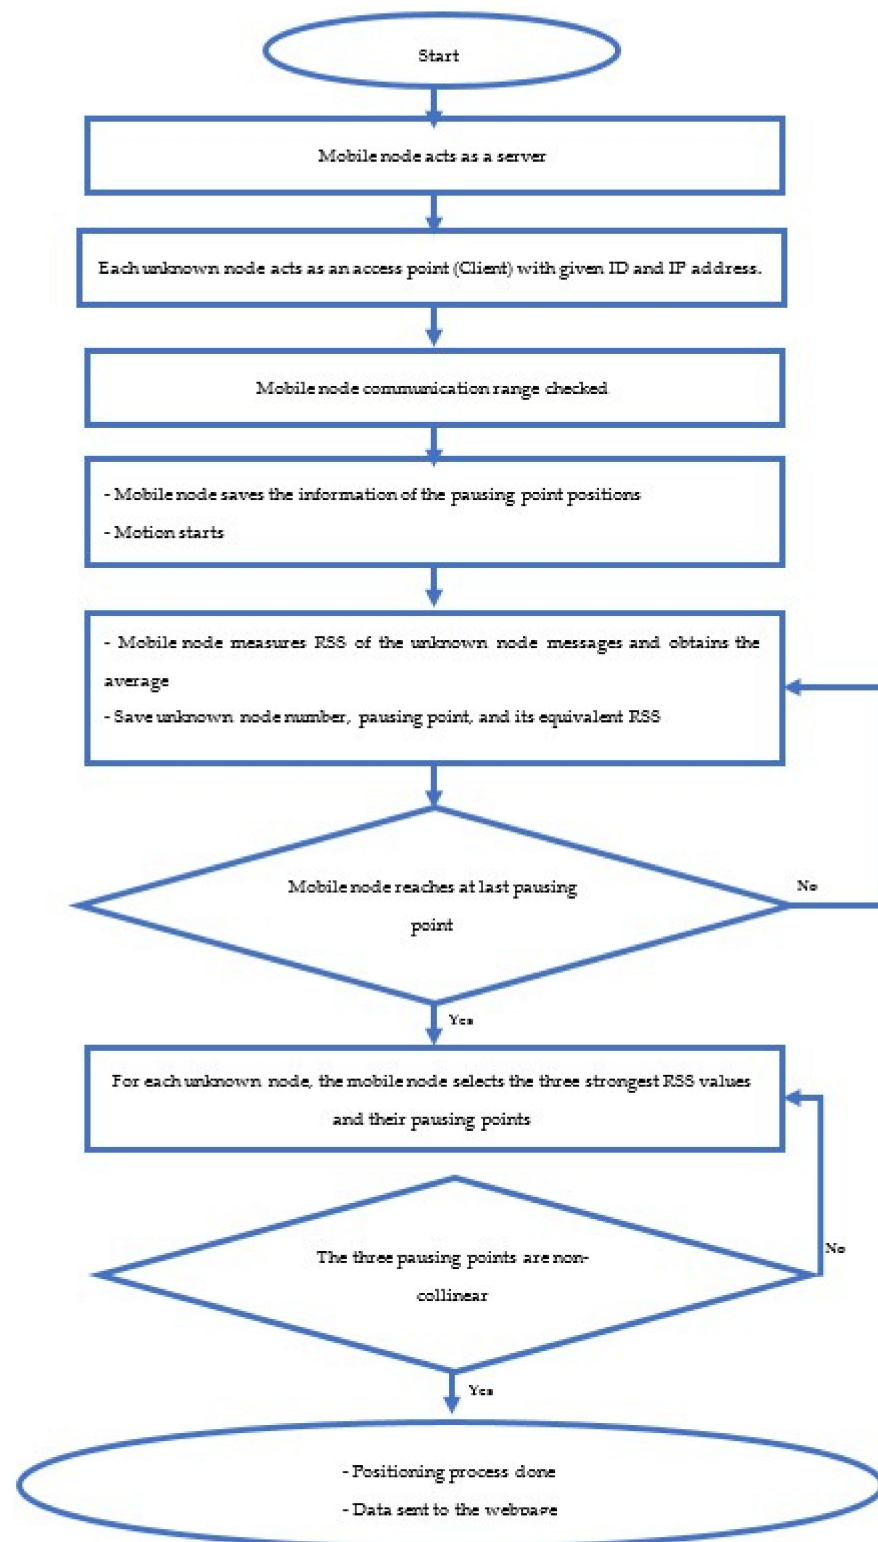 Start
Mobile node acts as a server
Each unknown node acts as an access point (Client) with given ID and IP address.
Mobile node communication range checked
- Mobile node saves the information of the pausing point positions
- Motion starts
- Mobile node measures RSS of the unknown node messages and obtains the
average
- Save unknown node number, pausing point, and its equivalent RSS
Mobile node reaches at last pausing
point
No
Yes
For each unknown node, the mobile node selects the three strongest RSS values
and their pausing points
The three pausing points are non-
collinear
No
Yes
- Positioning process done
- Data sent to the webpage